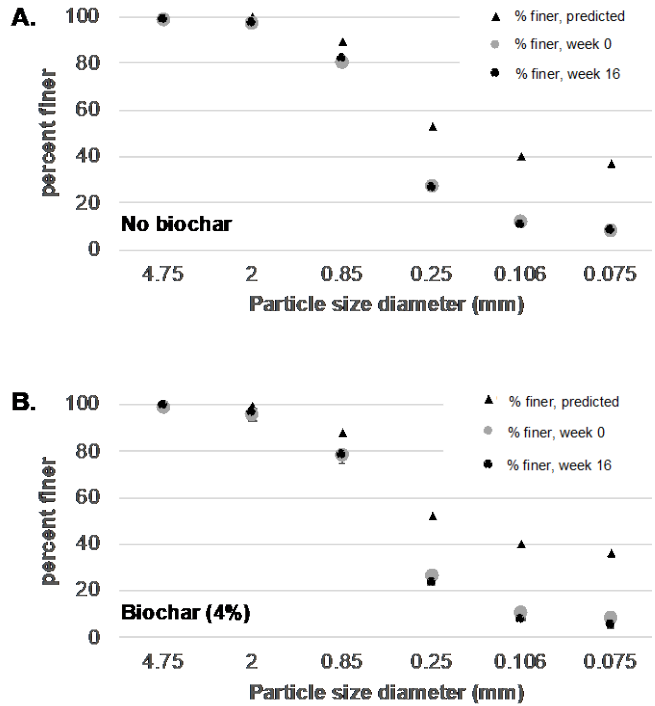 A.
% finer, predicted
% finer, week 0
% finer, week 16
percent finer
100
80
60
40
20
0
No biochar
4.75 2 0.85 0.25 0.106 0.075
Particle size diameter (mm)
B.
% finer, predicted
% finer, week 0
% finer, week 16
percent finer
100
80
60
40
20
0
Biochar (4%)
4.75 2 0.85 0.25 0.106 0.075
Particle size diameter (mm)